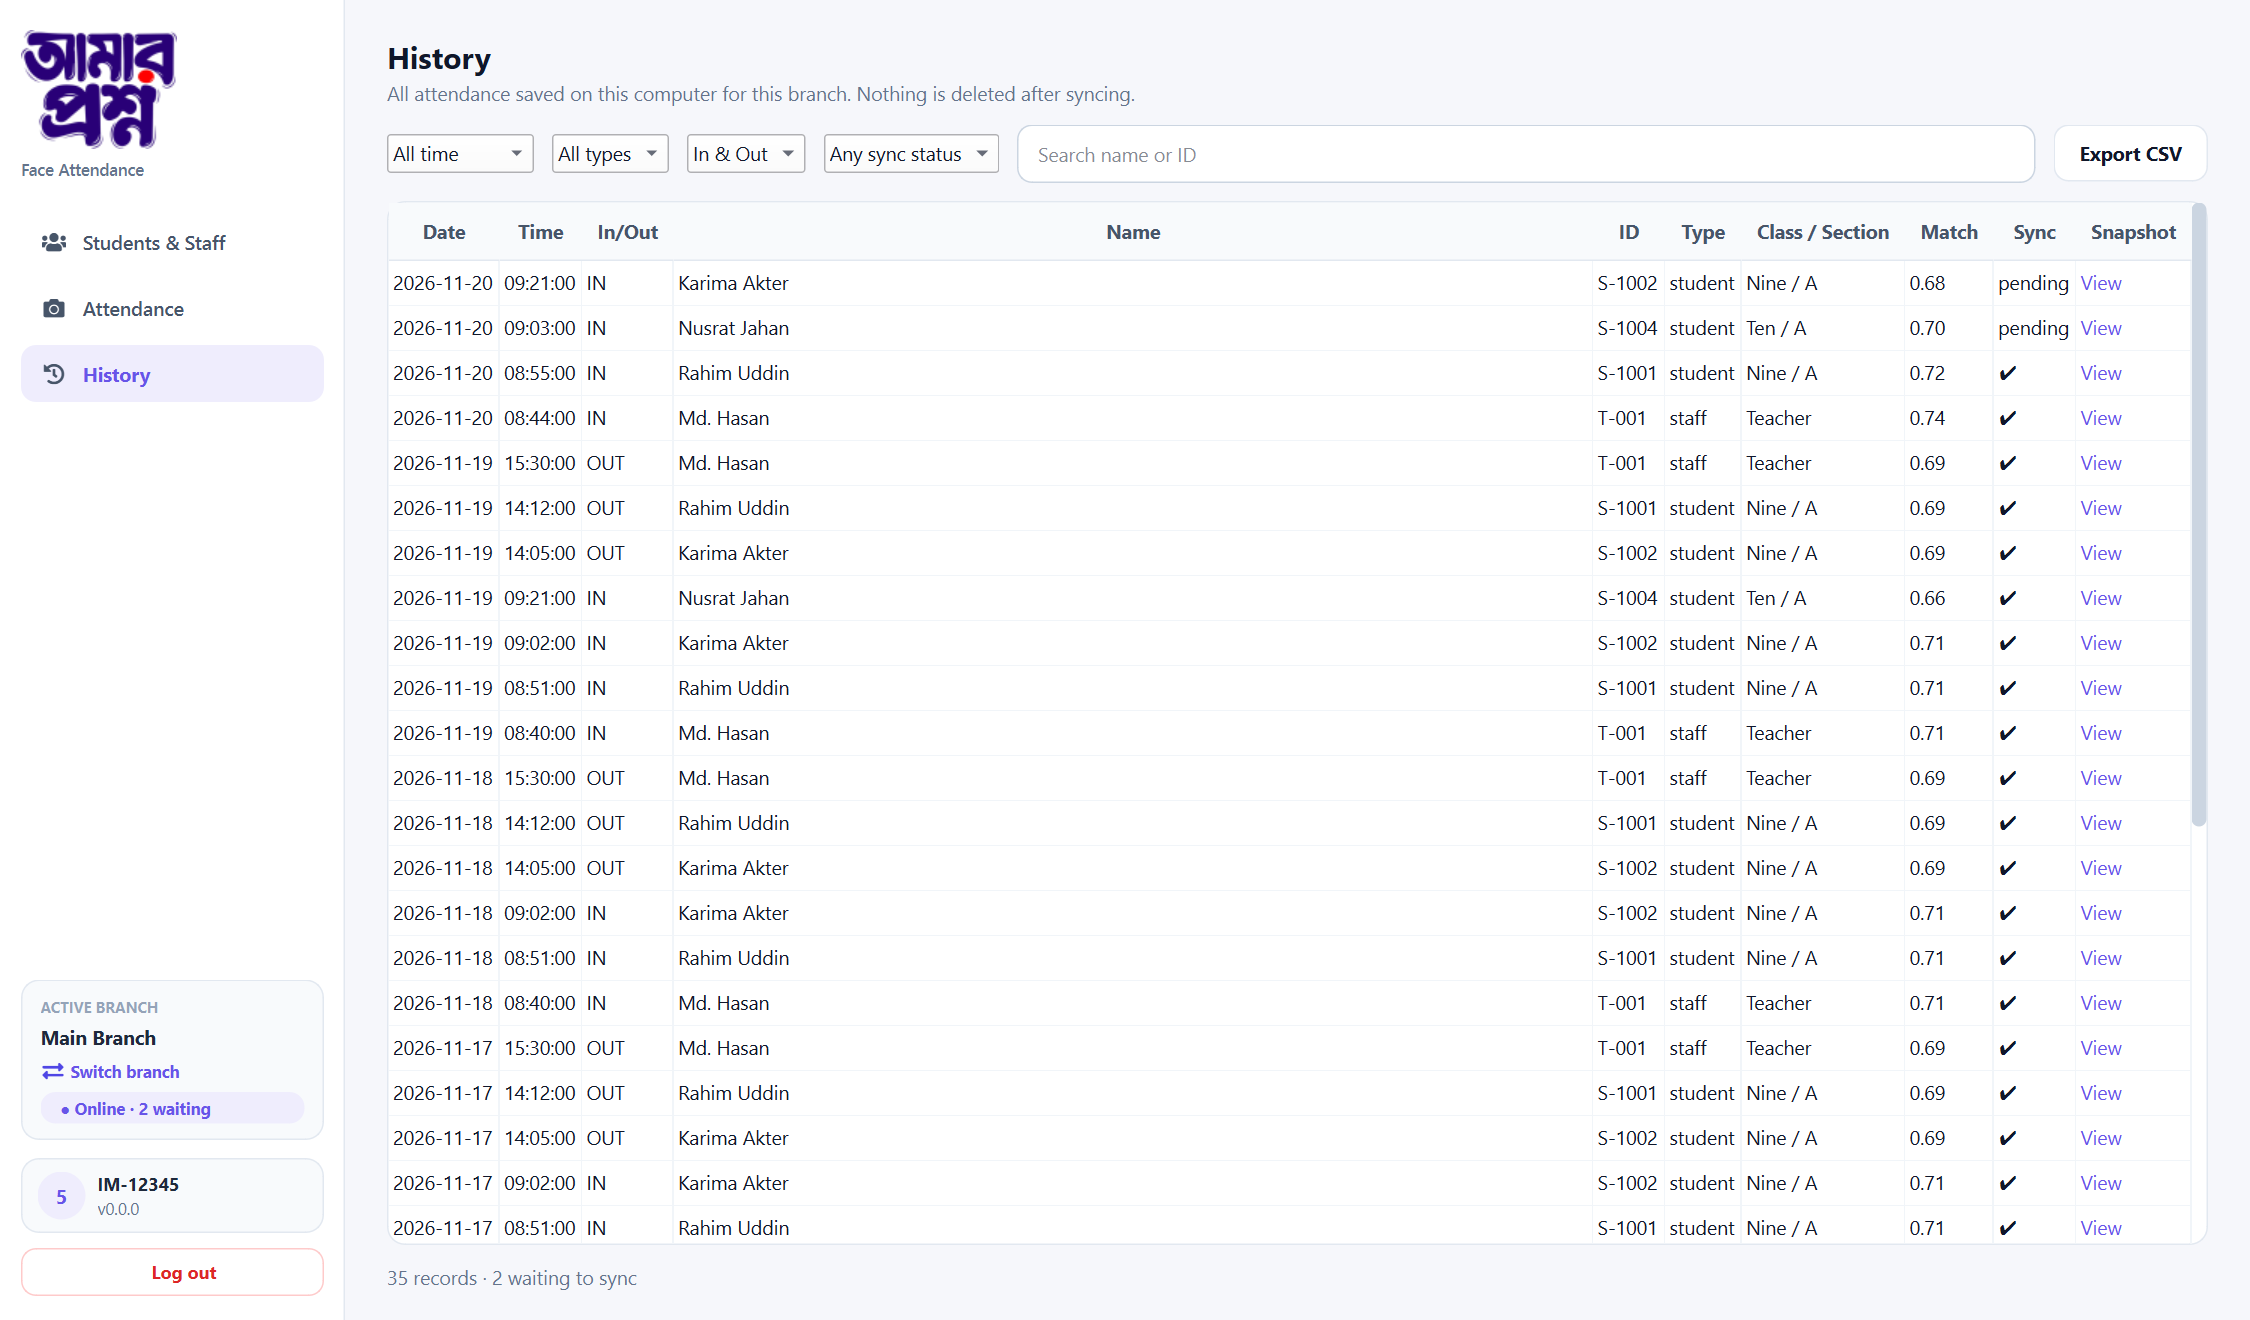 আমার
প্রশ্ন
Face Attendance
Students & Staff
Attendance
History
ACTIVE BRANCH
Main Branch
Switch branch
● Online · 2 waiting
5
IM-12345
v0.0.0
Log out
History
All attendance saved on this computer for this branch. Nothing is deleted after syncing.
All time All types In & Out Any sync status Search name or ID Export CSV
Date Time In/Out Name ID Type Class / Section Match Sync Snapshot
2026-11-20 09:21:00 IN Karima Akter S-1002 student Nine / A 0.68 pending View
2026-11-20 09:03:00 IN Nusrat Jahan S-1004 student Ten / A 0.70 pending View
2026-11-20 08:55:00 IN Rahim Uddin S-1001 student Nine / A 0.72 ✔ View
2026-11-20 08:44:00 IN Md. Hasan T-001 staff Teacher 0.74 ✔ View
2026-11-19 15:30:00 OUT Md. Hasan T-001 staff Teacher 0.69 ✔ View
2026-11-19 14:12:00 OUT Rahim Uddin S-1001 student Nine / A 0.69 ✔ View
2026-11-19 14:05:00 OUT Karima Akter S-1002 student Nine / A 0.69 ✔ View
2026-11-19 09:21:00 IN Nusrat Jahan S-1004 student Ten / A 0.66 ✔ View
2026-11-19 09:02:00 IN Karima Akter S-1002 student Nine / A 0.71 ✔ View
2026-11-19 08:51:00 IN Rahim Uddin S-1001 student Nine / A 0.71 ✔ View
2026-11-19 08:40:00 IN Md. Hasan T-001 staff Teacher 0.71 ✔ View
2026-11-18 15:30:00 OUT Md. Hasan T-001 staff Teacher 0.69 ✔ View
2026-11-18 14:12:00 OUT Rahim Uddin S-1001 student Nine / A 0.69 ✔ View
2026-11-18 14:05:00 OUT Karima Akter S-1002 student Nine / A 0.69 ✔ View
2026-11-18 09:02:00 IN Karima Akter S-1002 student Nine / A 0.71 ✔ View
2026-11-18 08:51:00 IN Rahim Uddin S-1001 student Nine / A 0.71 ✔ View
2026-11-18 08:40:00 IN Md. Hasan T-001 staff Teacher 0.71 ✔ View
2026-11-17 15:30:00 OUT Md. Hasan T-001 staff Teacher 0.69 ✔ View
2026-11-17 14:12:00 OUT Rahim Uddin S-1001 student Nine / A 0.69 ✔ View
2026-11-17 14:05:00 OUT Karima Akter S-1002 student Nine / A 0.69 ✔ View
2026-11-17 09:02:00 IN Karima Akter S-1002 student Nine / A 0.71 ✔ View
2026-11-17 08:51:00 IN Rahim Uddin S-1001 student Nine / A 0.71 ✔ View
35 records · 2 waiting to sync